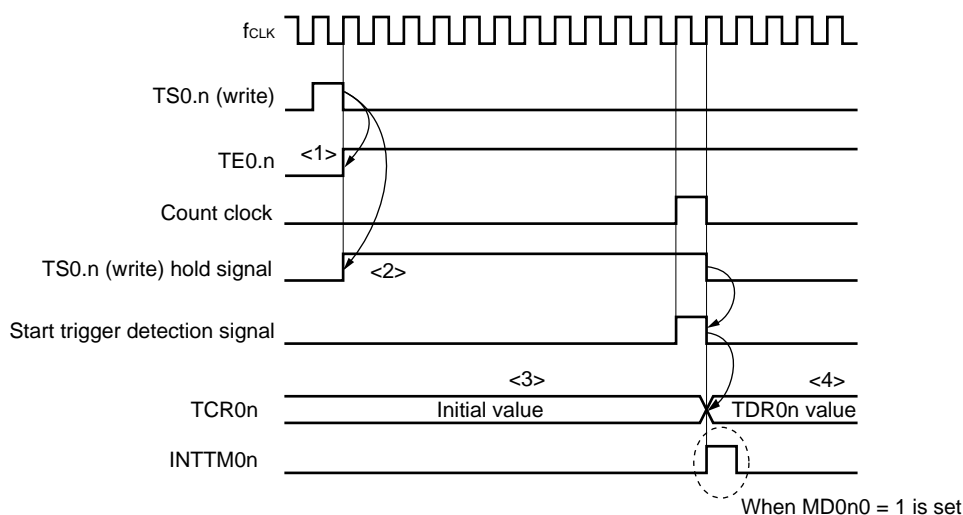 fCLK
TS0.n (write)
<1>
TE0.n
Count clock
TS0.n (write) hold signal
<2>
Start trigger detection signal
<3>
<4>
TCR0n
Initial value
TDR0n value
INTTM0n
When MD0n0 = 1 is set